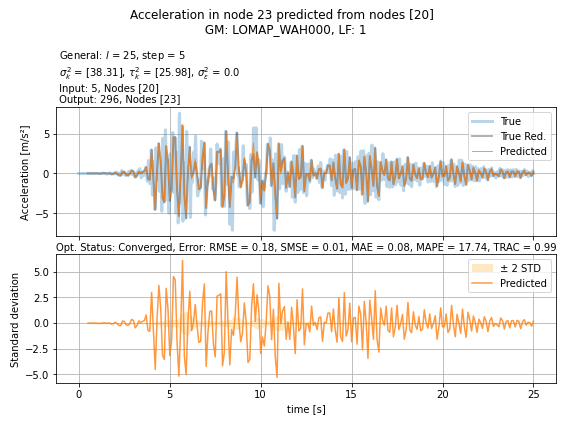 Acceleration in node 23 predicted from nodes [20]
GM: LOMAP_WAH000, LF: 1
General: l = 25, step = 5
σ²ₖ = [38.31], τ²ₖ = [25.98], σ²ε = 0.0
Input: 5, Nodes [20]
Output: 296, Nodes [23]
Acceleration [m/s²]
5
0
−5
True
True Red.
Predicted
Opt. Status: Converged, Error: RMSE = 0.18, SMSE = 0.01, MAE = 0.08, MAPE = 17.74, TRAC = 0.99
Standard deviation
5.0
2.5
0.0
−2.5
−5.0
± 2 STD
Predicted
0 5 10 15 20 25
time [s]